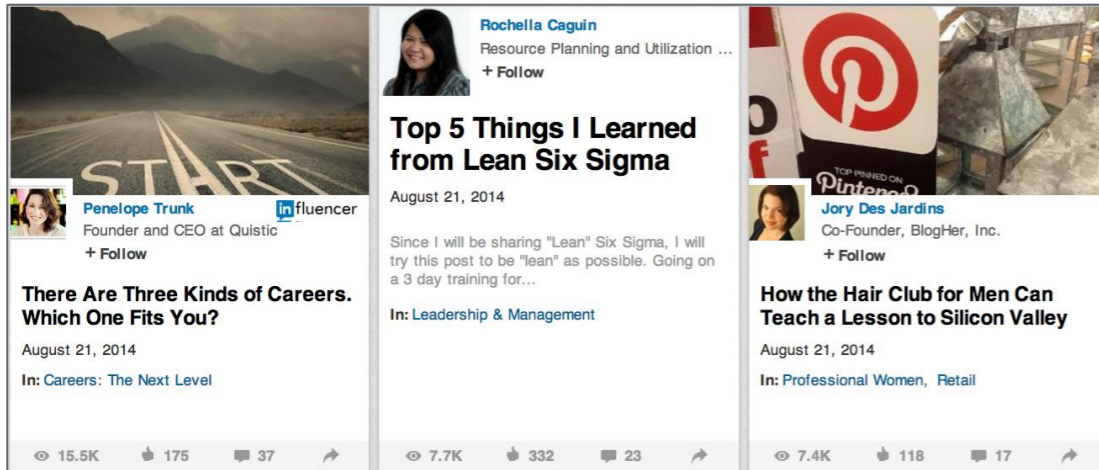 START
Penelope Trunk
influencer
Founder and CEO at Quistic
+ Follow
There Are Three Kinds of Careers.
Which One Fits You?
August 21, 2014
In: Careers: The Next Level
15.5K 175 37
Rochella Caguin
Resource Planning and Utilization ...
+ Follow
Top 5 Things I Learned
from Lean Six Sigma
August 21, 2014
Since I will be sharing "Lean" Six Sigma, I will
try this post to be "lean" as possible. Going on
a 3 day training for...
In: Leadership & Management
7.7K 332 23
TOP PINNED ON
Pinterest
Jory Des Jardins
Co-Founder, BlogHer, Inc.
+ Follow
How the Hair Club for Men Can
Teach a Lesson to Silicon Valley
August 21, 2014
In: Professional Women, Retail
7.4K 118 17